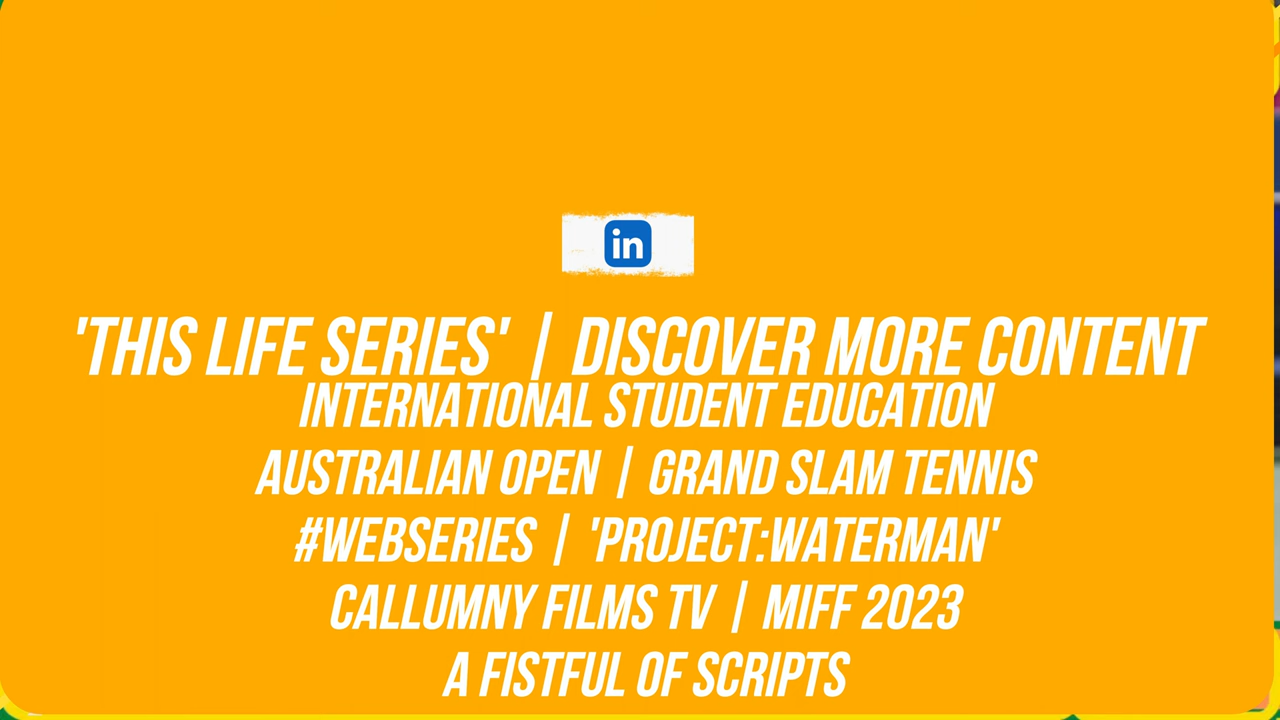 in
'THIS LIFE SERIES' | DISCOVER MORE CONTENT
INTERNATIONAL STUDENT EDUCATION
AUSTRALIAN OPEN | GRAND SLAM TENNIS
#WEBSERIES | 'PROJECT:WATERMAN'
CALLUMNY FILMS TV | MIFF 2023
A FISTFUL OF SCRIPTS